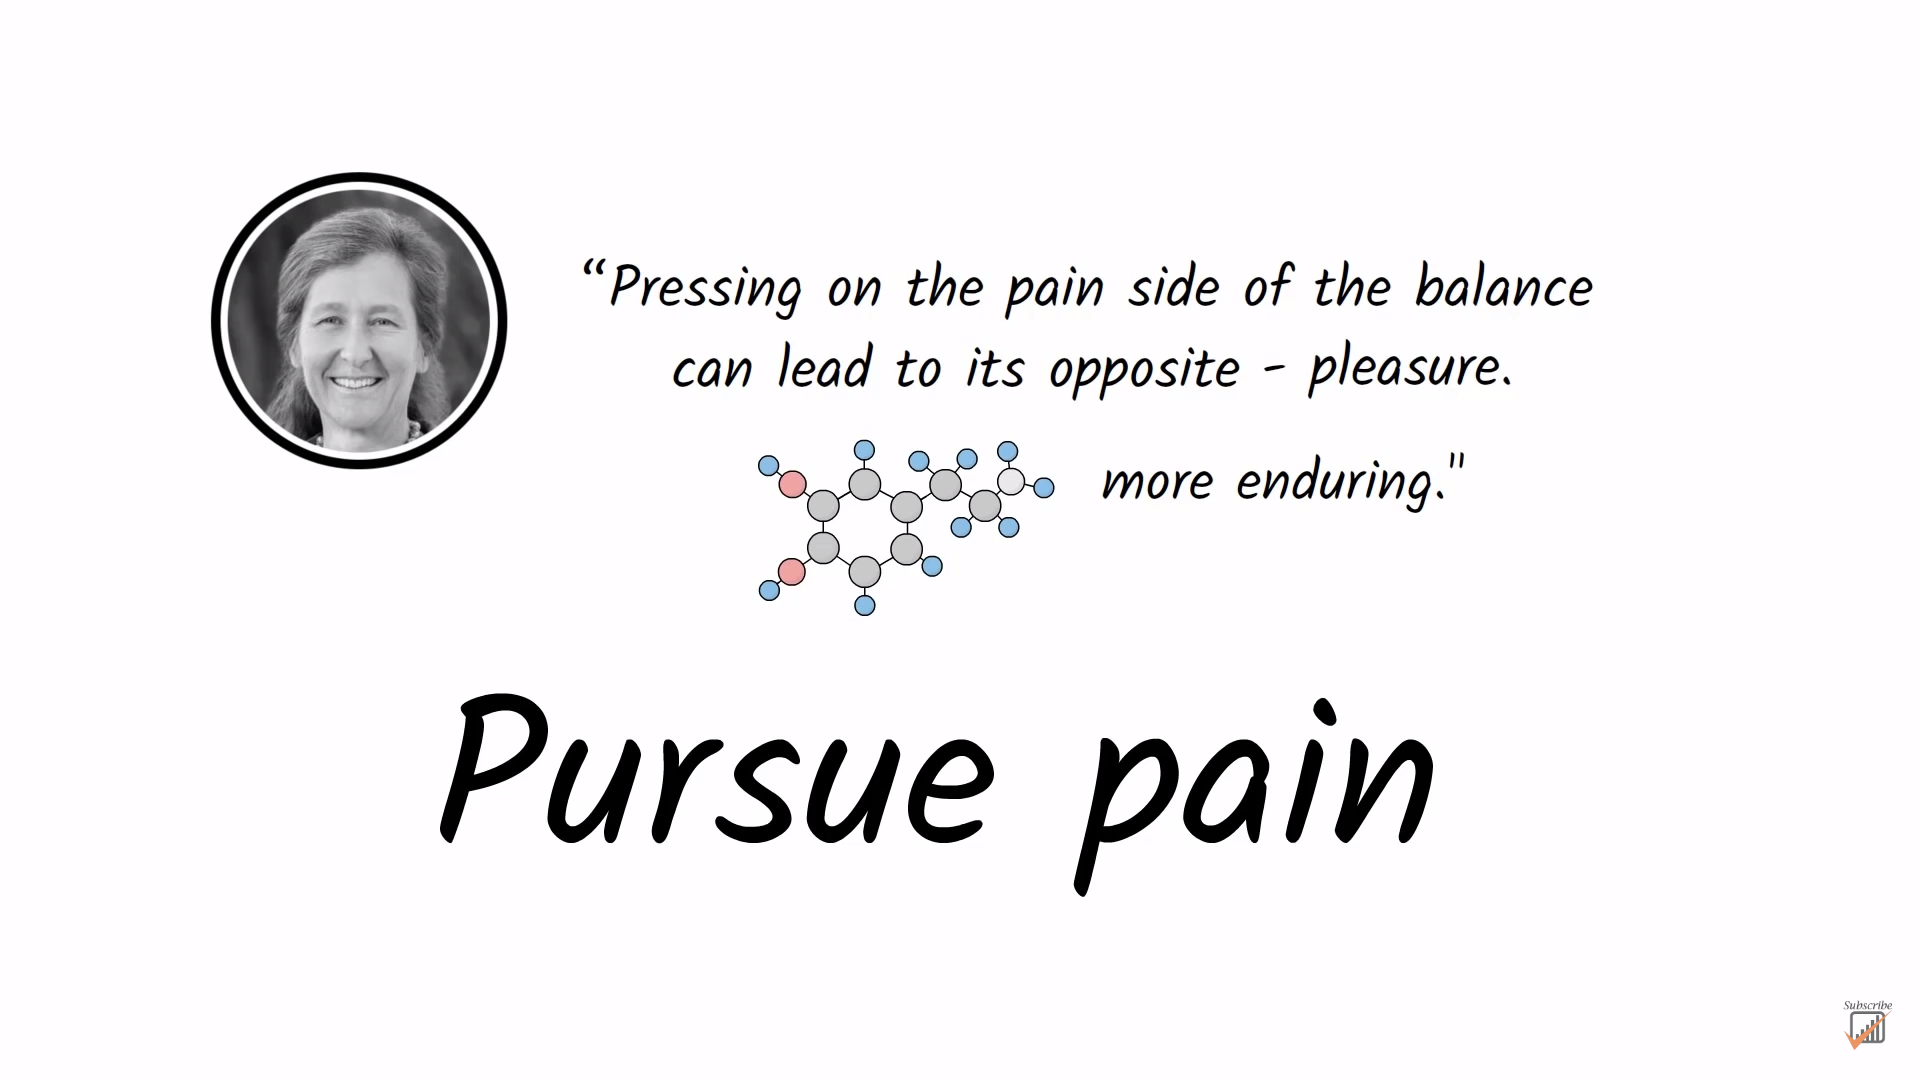 “Pressing on the pain side of the balance
can lead to its opposite - pleasure.
more enduring."
Pursue pain
Subscribe